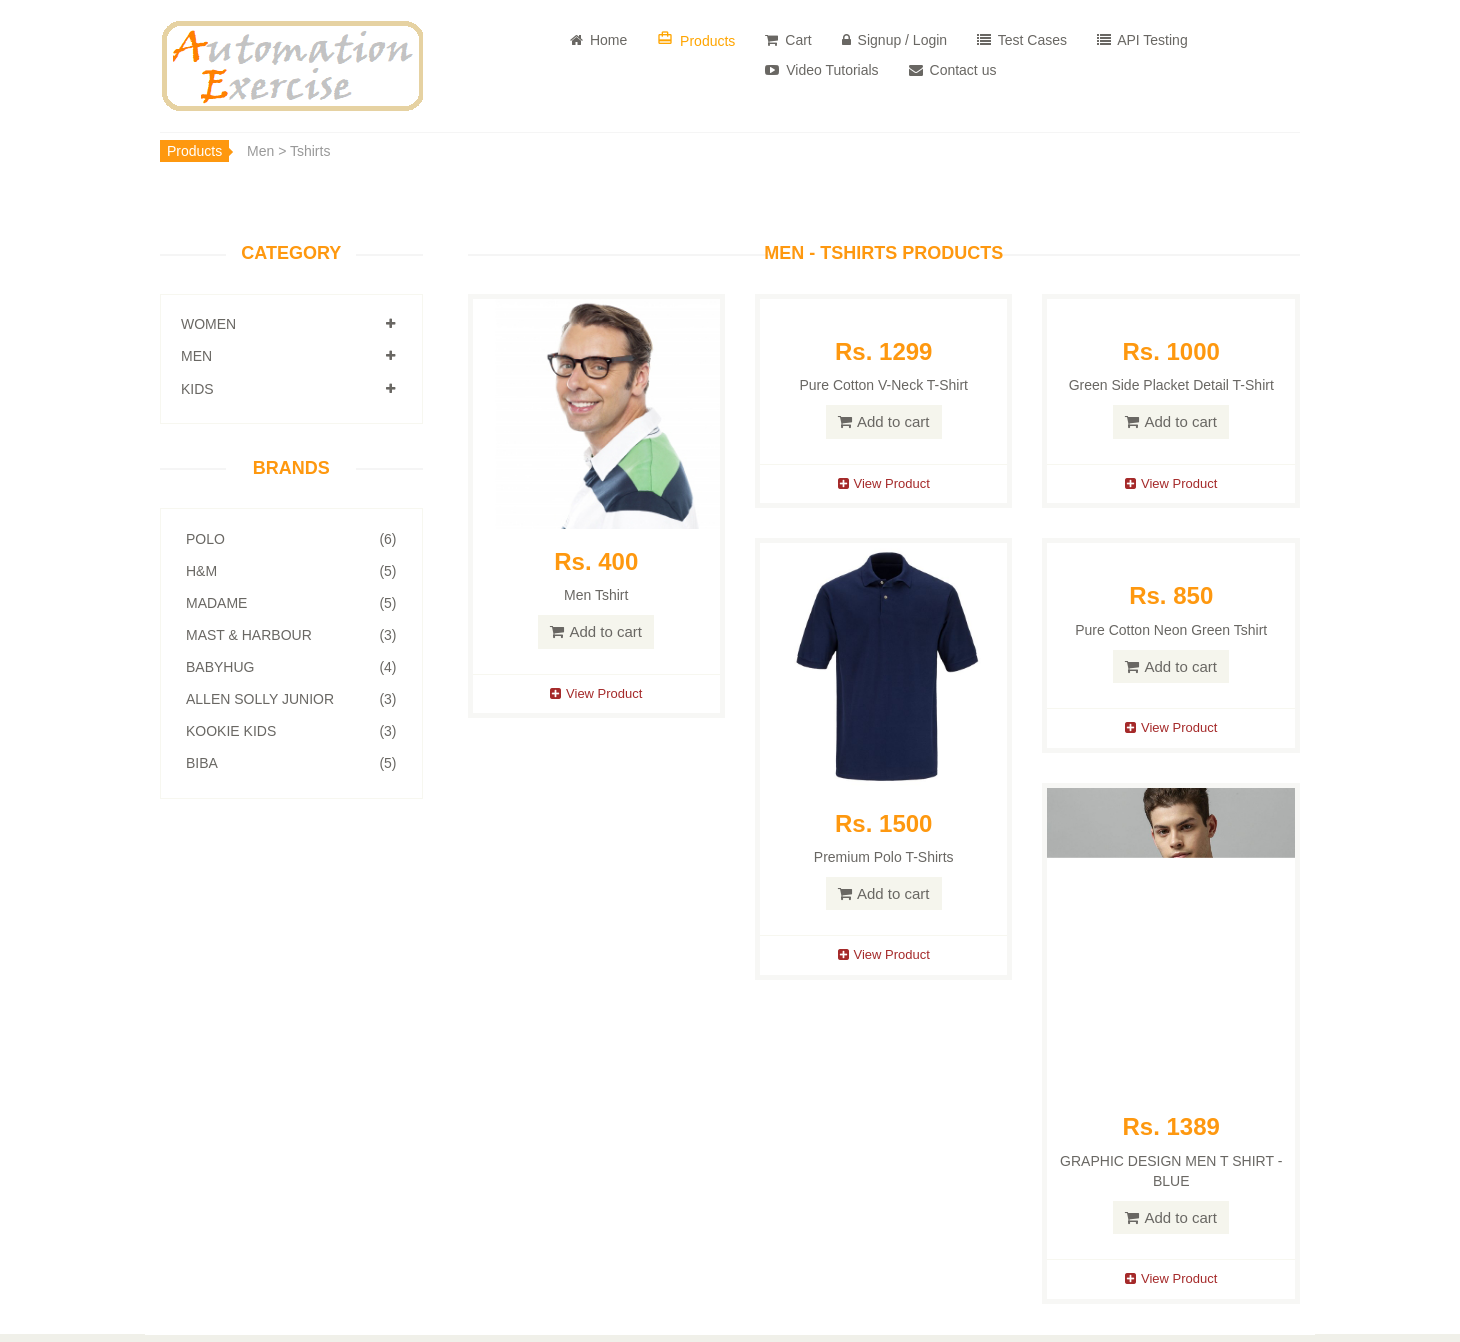 Automation
Exercise
Home
Products
Cart
Signup / Login
Test Cases
API Testing
Video Tutorials
Contact us
Products
Men > Tshirts
CATEGORY
WOMEN
MEN
KIDS
BRANDS
POLO (6)
H&M (5)
MADAME (5)
MAST & HARBOUR (3)
BABYHUG (4)
ALLEN SOLLY JUNIOR (3)
KOOKIE KIDS (3)
BIBA (5)
MEN - TSHIRTS PRODUCTS
Rs. 400
Men Tshirt
Add to cart
View Product
Rs. 1299
Pure Cotton V-Neck T-Shirt
Add to cart
View Product
Rs. 1000
Green Side Placket Detail T-Shirt
Add to cart
View Product
Rs. 1500
Premium Polo T-Shirts
Add to cart
View Product
Rs. 850
Pure Cotton Neon Green Tshirt
Add to cart
View Product
Rs. 1389
GRAPHIC DESIGN MEN T SHIRT -
BLUE
Add to cart
View Product